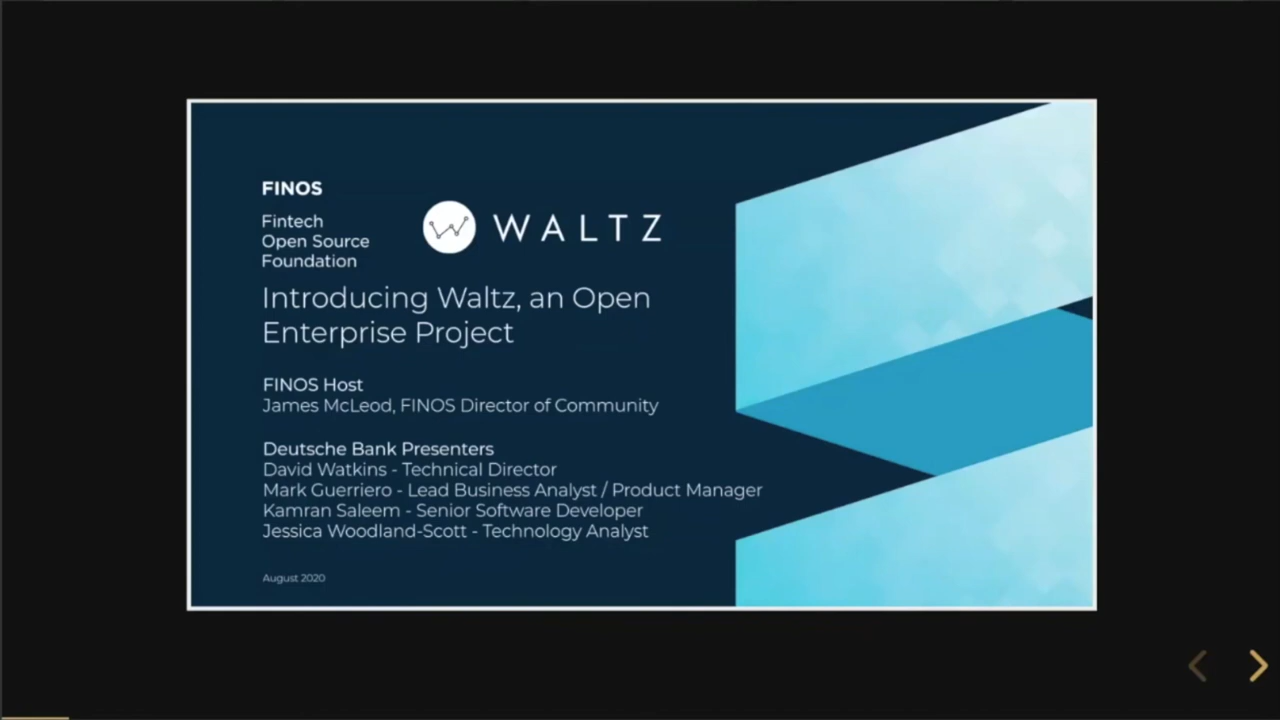 FINOS
Fintech
Open Source
Foundation
WALTZ
Introducing Waltz, an Open
Enterprise Project
FINOS Host
James McLeod, FINOS Director of Community
Deutsche Bank Presenters
David Watkins - Technical Director
Mark Guerriero - Lead Business Analyst / Product Manager
Kamran Saleem - Senior Software Developer
Jessica Woodland-Scott - Technology Analyst
August 2020